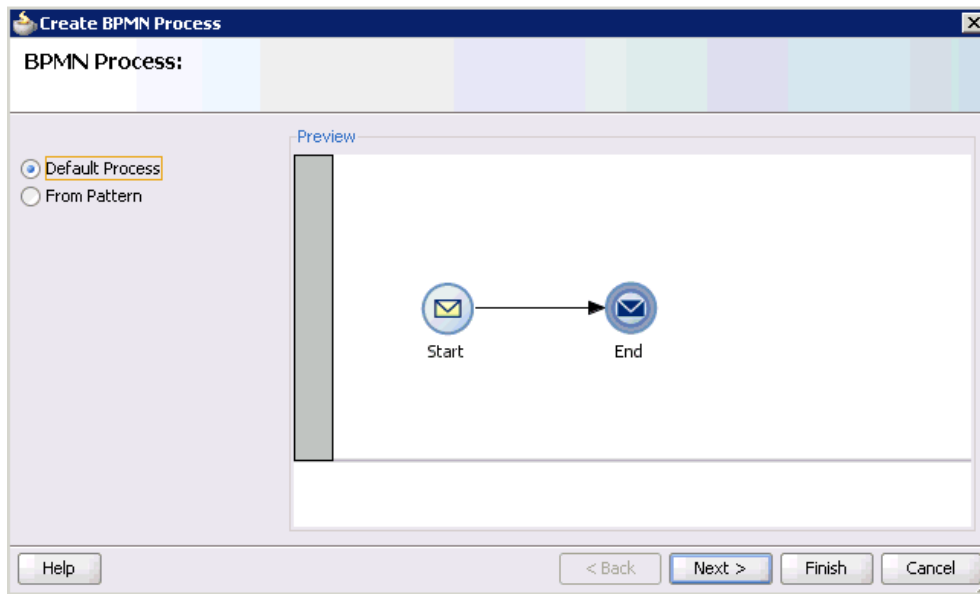 Create BPMN Process
BPMN Process:
Default Process
From Pattern
Preview
Start
End
Help
< Back
Next >
Finish
Cancel